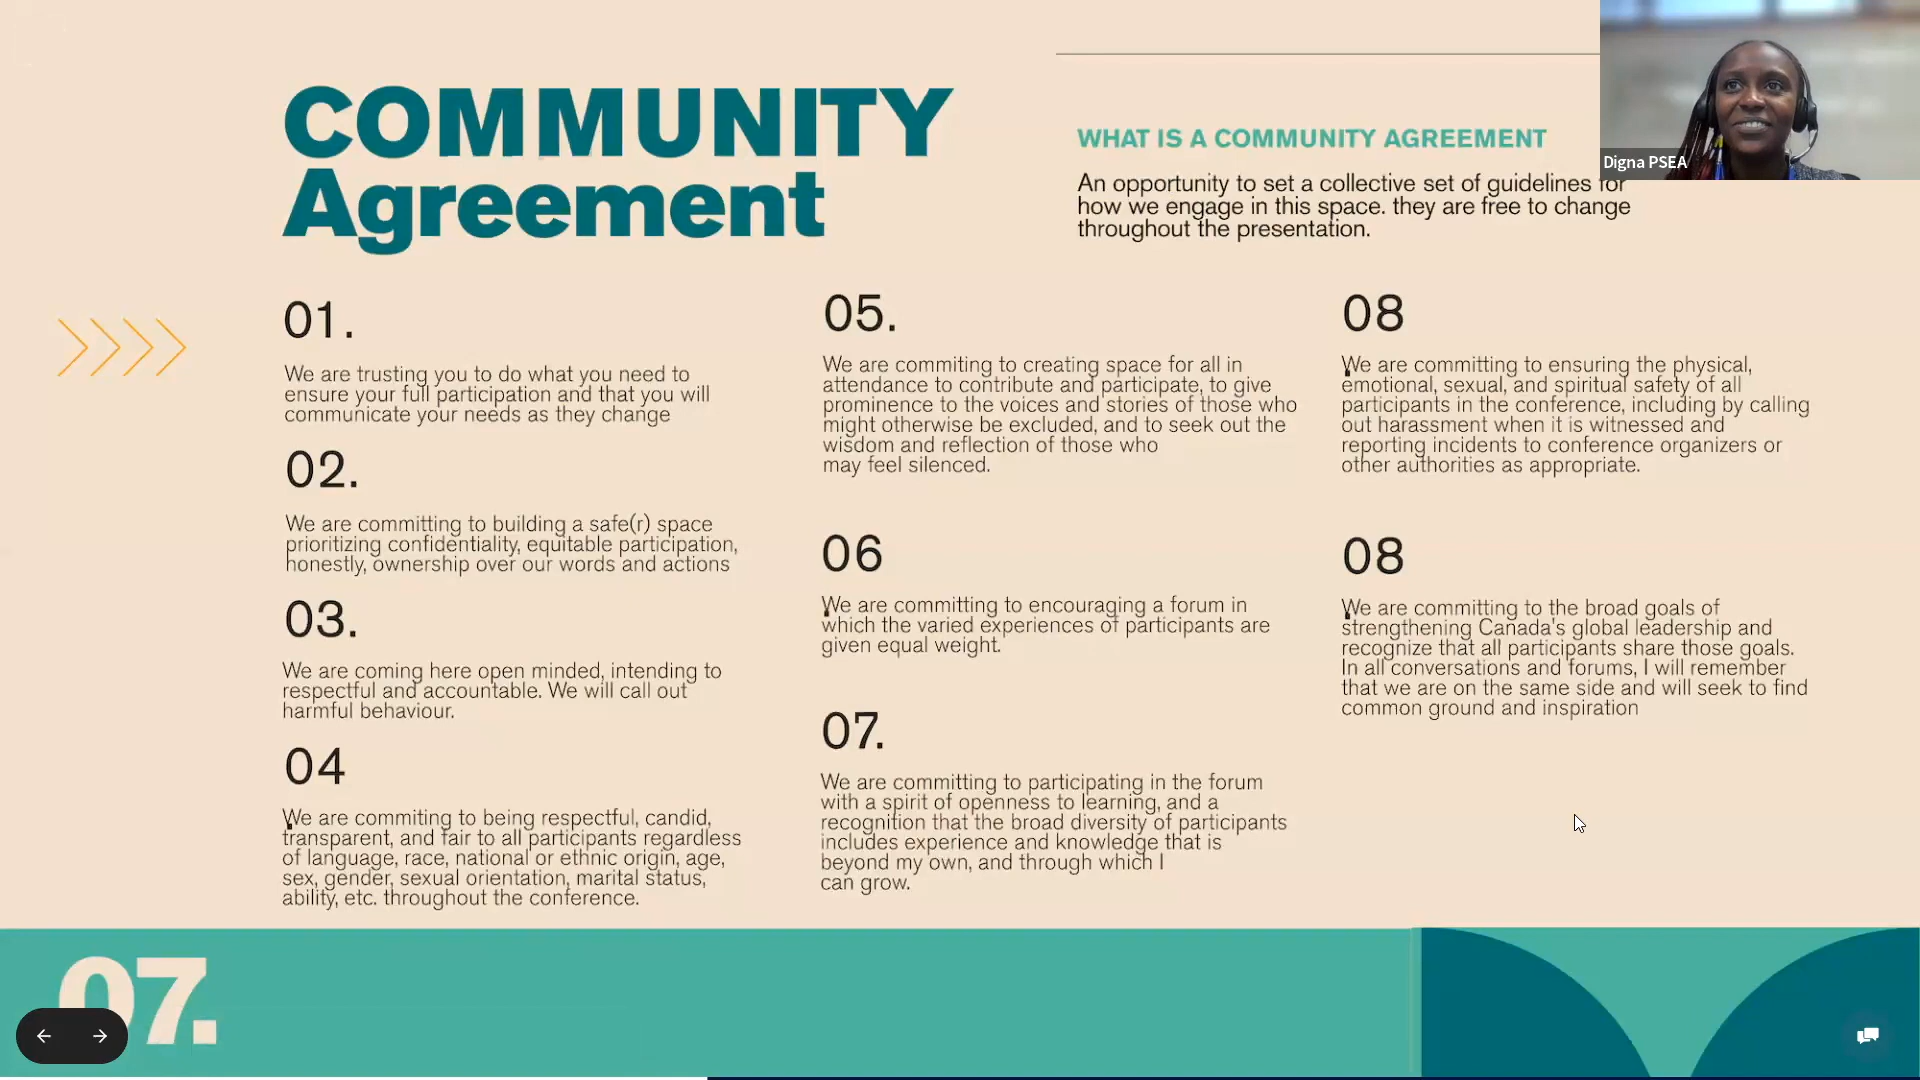 COMMUNITY
Agreement
WHAT IS A COMMUNITY AGREEMENT
An opportunity to set a collective set of guidelines for
how we engage in this space. they are free to change
throughout the presentation.
Digna PSEA
01.
We are trusting you to do what you need to
ensure your full participation and that you will
communicate your needs as they change
02.
We are committing to building a safe(r) space
prioritizing confidentiality, equitable participation,
honestly, ownership over our words and actions
03.
We are coming here open minded, intending to
respectful and accountable. We will call out
harmful behaviour.
04
We are commiting to being respectful, candid,
transparent, and fair to all participants regardless
of language, race, national or ethnic origin, age,
sex, gender, sexual orientation, marital status,
ability, etc. throughout the conference.
05.
We are commiting to creating space for all in
attendance to contribute and participate, to give
prominence to the voices and stories of those who
might otherwise be excluded, and to seek out the
wisdom and reflection of those who
may feel silenced.
06
We are committing to encouraging a forum in
which the varied experiences of participants are
given equal weight.
07.
We are committing to participating in the forum
with a spirit of openness to learning, and a
recognition that the broad diversity of participants
includes experience and knowledge that is
beyond my own, and through which I
can grow.
08
We are committing to ensuring the physical,
emotional, sexual, and spiritual safety of all
participants in the conference, including by calling
out harassment when it is witnessed and
reporting incidents to conference organizers or
other authorities as appropriate.
08
We are committing to the broad goals of
strengthening Canada's global leadership and
recognize that all participants share those goals.
In all conversations and forums, I will remember
that we are on the same side and will seek to find
common ground and inspiration
07.